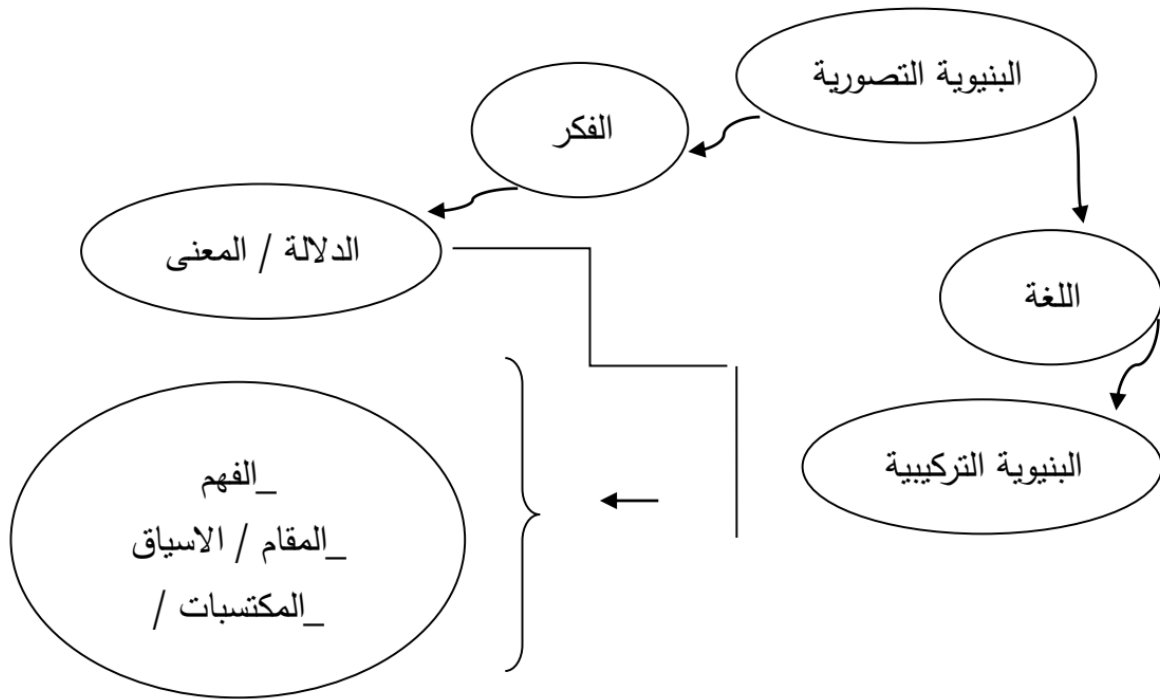 البنيوية التصورية
الفكر
الدلالة / المعنى
اللغة
البنيوية التركيبية
_الفهم
_المقام / الاسياق
_المكتسبات /